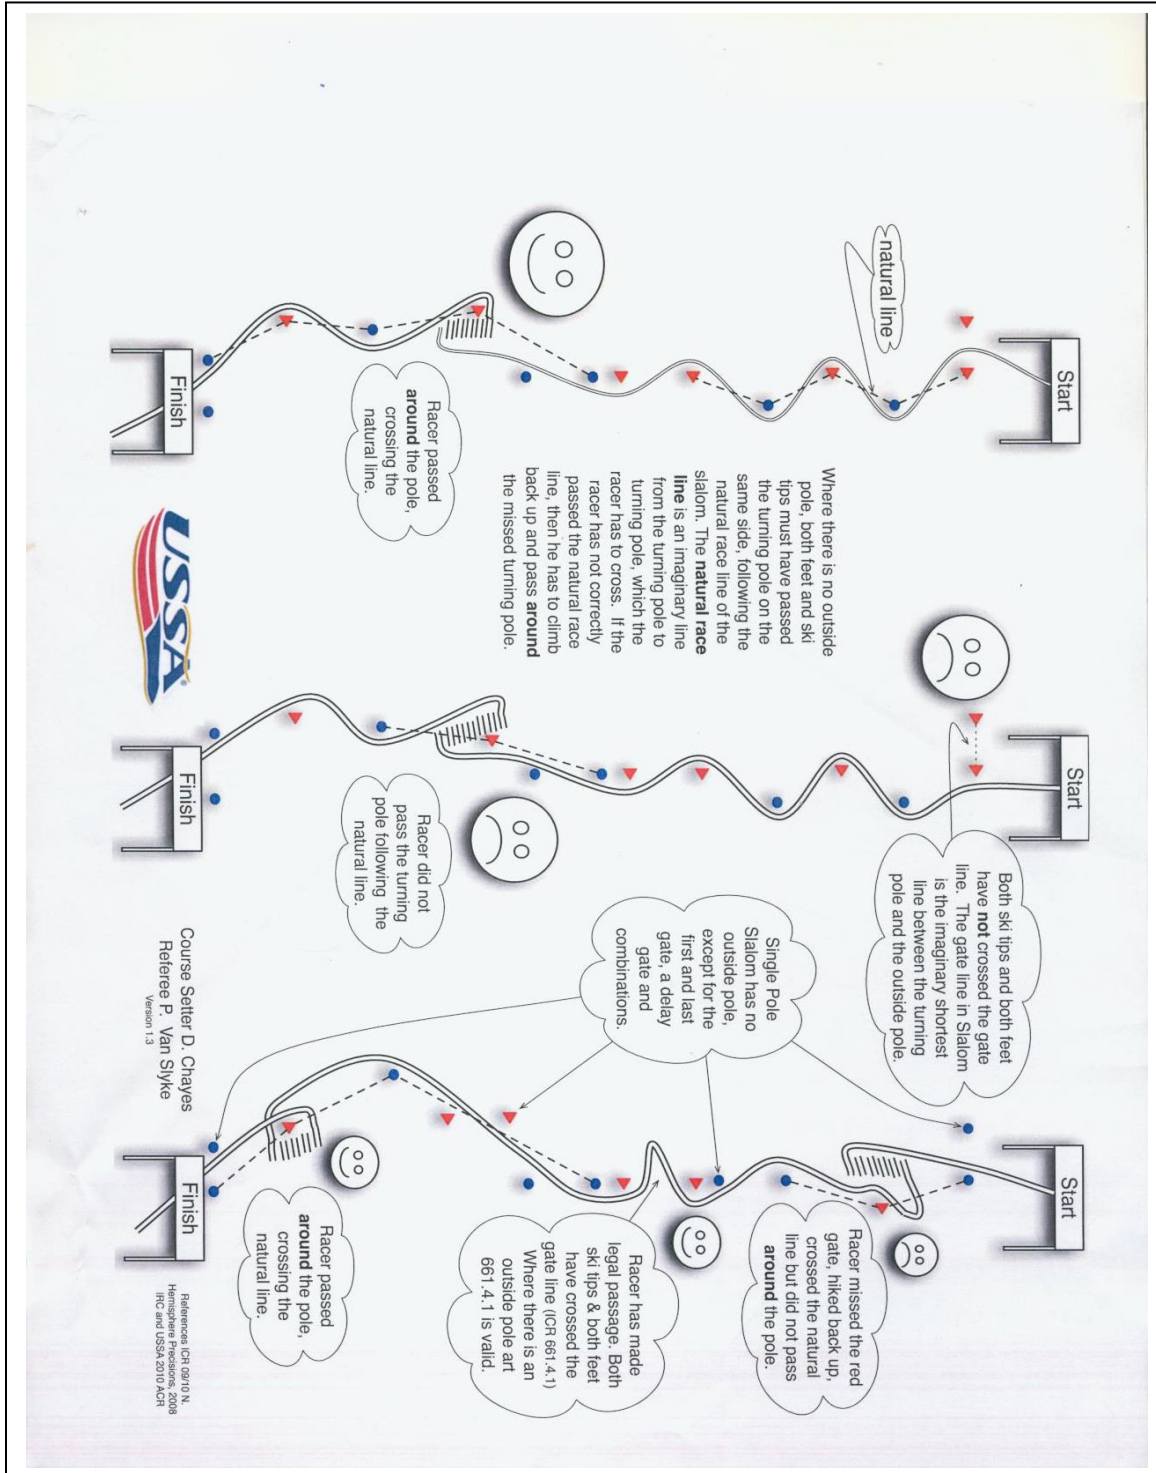 Start
natural line
Racer passed
around the pole,
crossing the
natural line.
Finish
Where there is no outside
pole, both feet and ski
tips must have passed
the turning pole on the
same side, following the
natural race line of the
slalom. The natural race
line is an imaginary line
from the turning pole to
turning pole, which the
racer has to cross. If the
racer has not correctly
passed the natural race
line, then he has to climb
back up and pass around
the missed turning pole.
USSA®
Start
Both ski tips and both feet
have not crossed the gate
line. The gate line in Slalom
is the imaginary shortest
line between the turning
pole and the outside pole.
Racer did not
pass the turning
pole following the
natural line.
Finish
Single Pole
Slalom has no
outside pole,
except for the
first and last
gate, a delay
gate and
combinations.
Start
Racer missed the red
gate, hiked back up,
crossed the natural
line but did not pass
around the pole.
Racer has made
legal passage. Both
ski tips & both feet
have crossed the
gate line (ICR 661.4.1)
Where there is an
outside pole art
661.4.1 is valid.
Racer passed
around the pole,
crossing the
natural line.
Finish
Course Setter D. Chayes
Referee P. Van Slyke
Version 1.3
References ICR 09/10 N.
Hemisphere Precisions, 2008
IRC and USSA 2010 ACR